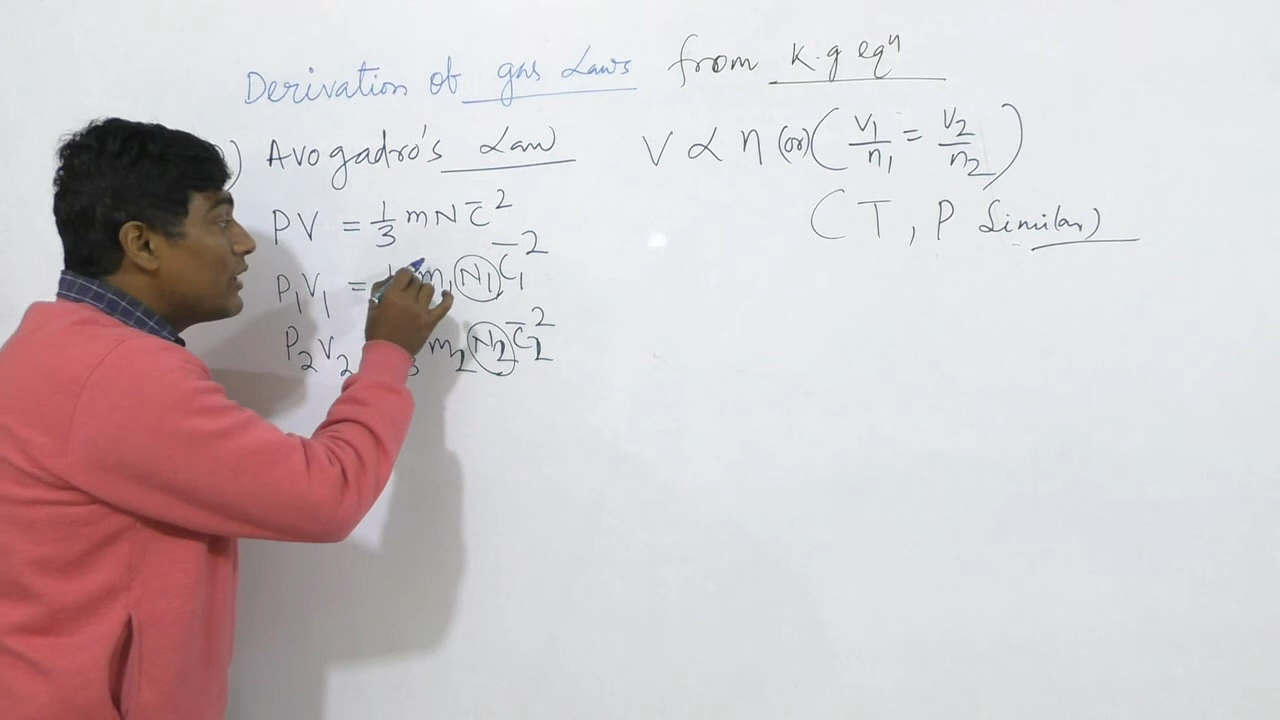 Derivation of gas Laws from K.g eqⁿ
) Avogadro's Law V ∝ n (or) ( V₁/n₁ = V₂/n₂ )
( T, P Similar)
PV = 1/3 m N c̅²
P₁V₁ = m₁ N₁ c̅₁²
P₂V₂ 3 m₂ N₂ c̅₂²